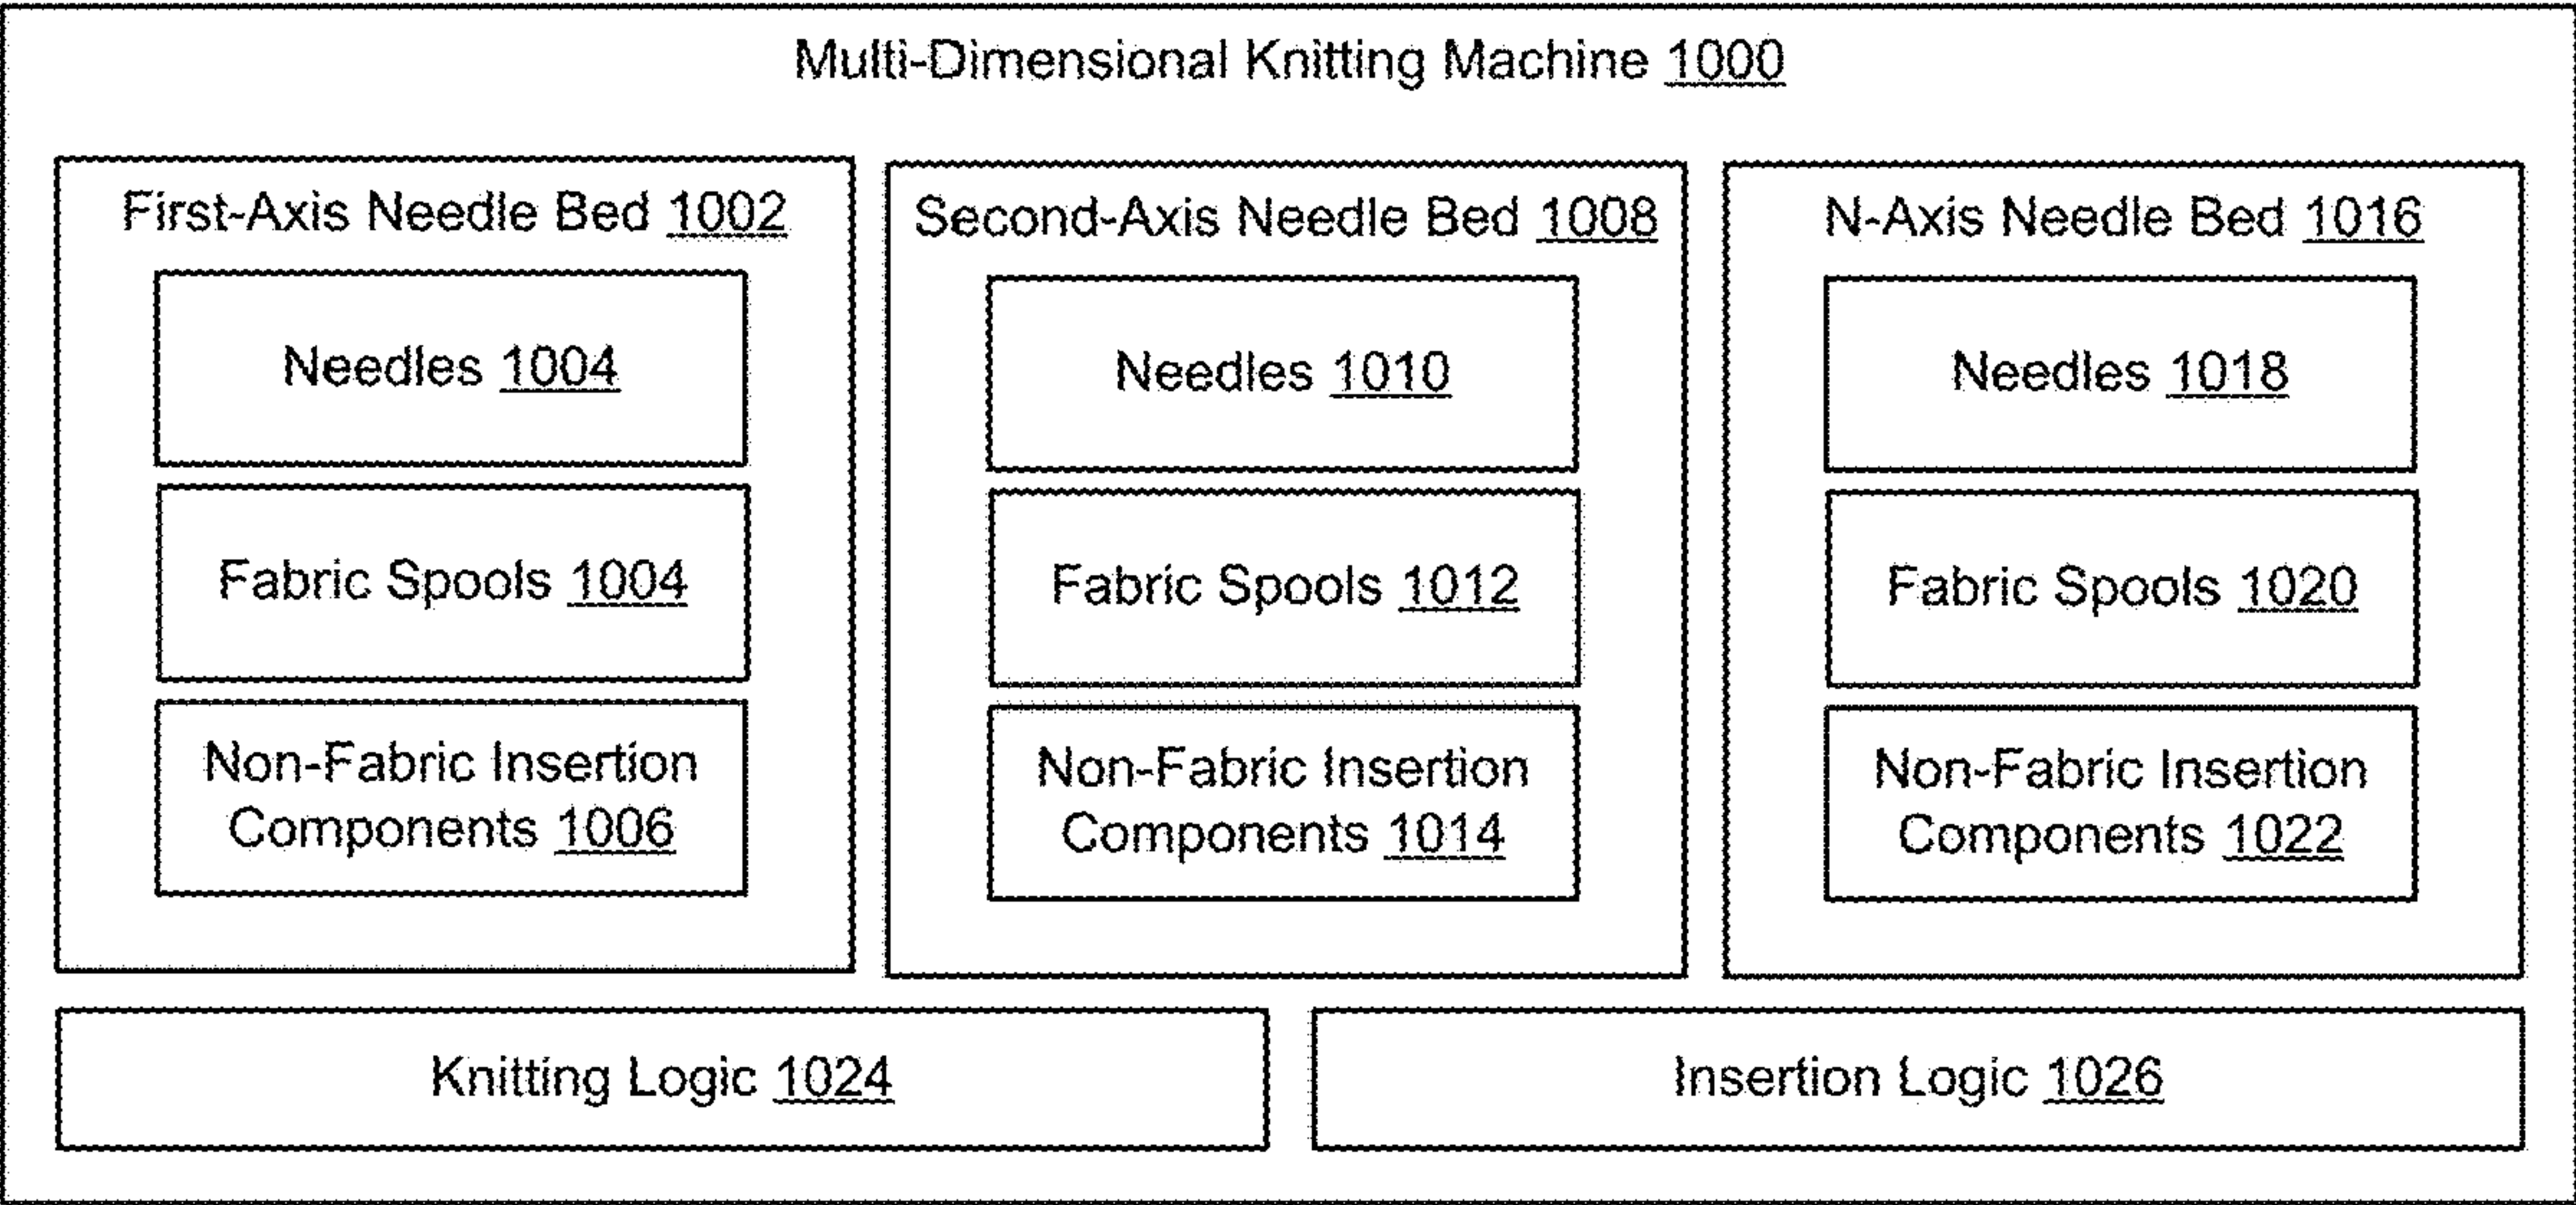 Multi-Dimensional Knitting Machine 1000
First-Axis Needle Bed 1002
Needles 1004
Fabric Spools 1004
Non-Fabric Insertion
Components 1006
Second-Axis Needle Bed 1008
Needles 1010
Fabric Spools 1012
Non-Fabric Insertion
Components 1014
N-Axis Needle Bed 1016
Needles 1018
Fabric Spools 1020
Non-Fabric Insertion
Components 1022
Knitting Logic 1024
Insertion Logic 1026